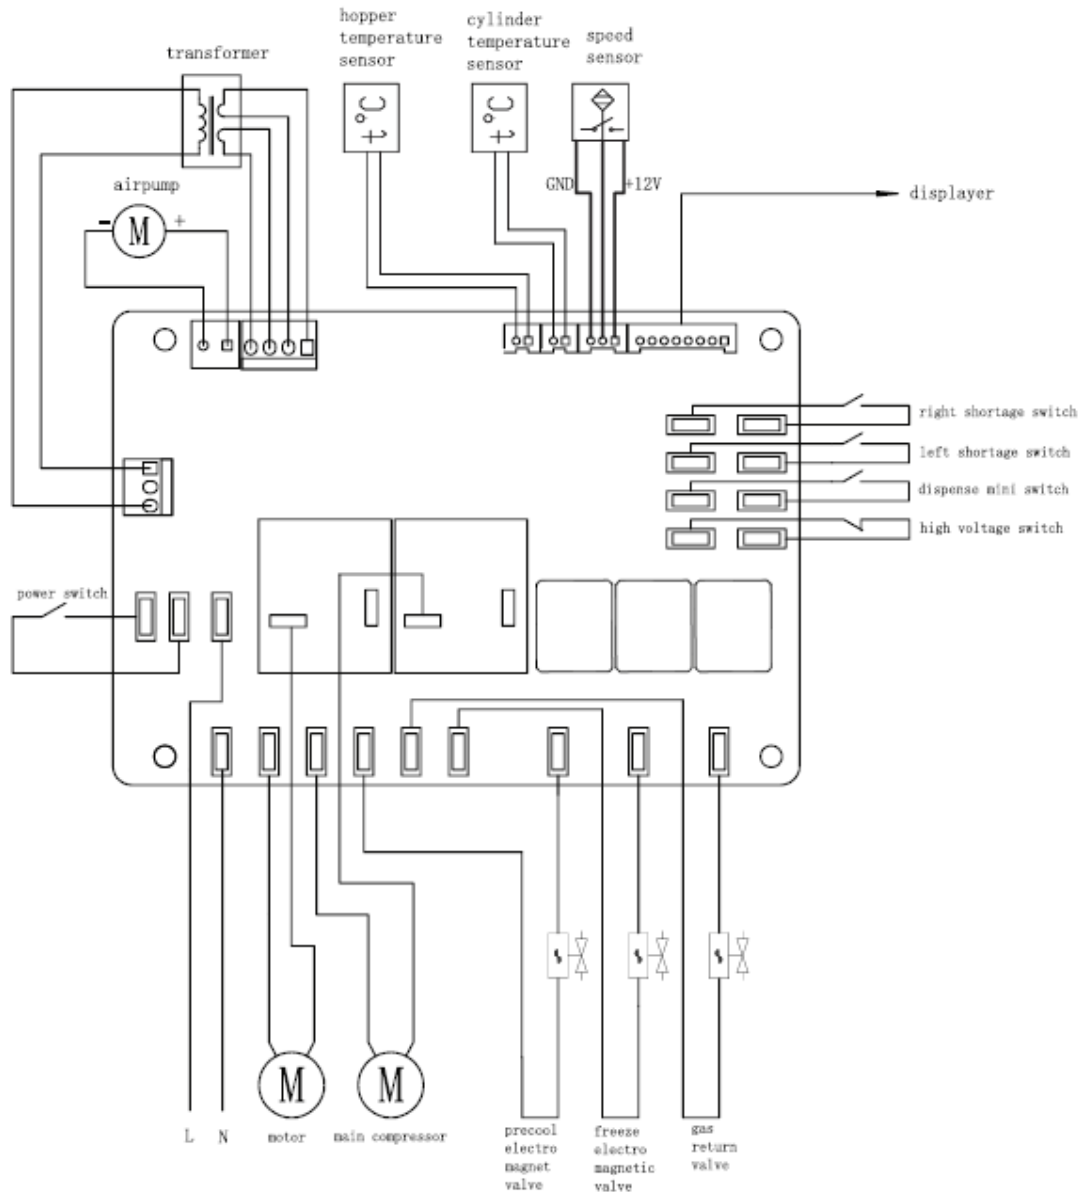 hopper
temperature
sensor
cylinder
temperature
sensor
speed
sensor
transformer
t°C
t°C
airpump
- M +
GND
+12V
displayer
right shortage switch
left shortage switch
dispense mini switch
high voltage switch
power switch
M
M
L
N
motor
main compressor
precool
electro
magnet
valve
freeze
electro
magnetic
valve
gas
return
valve